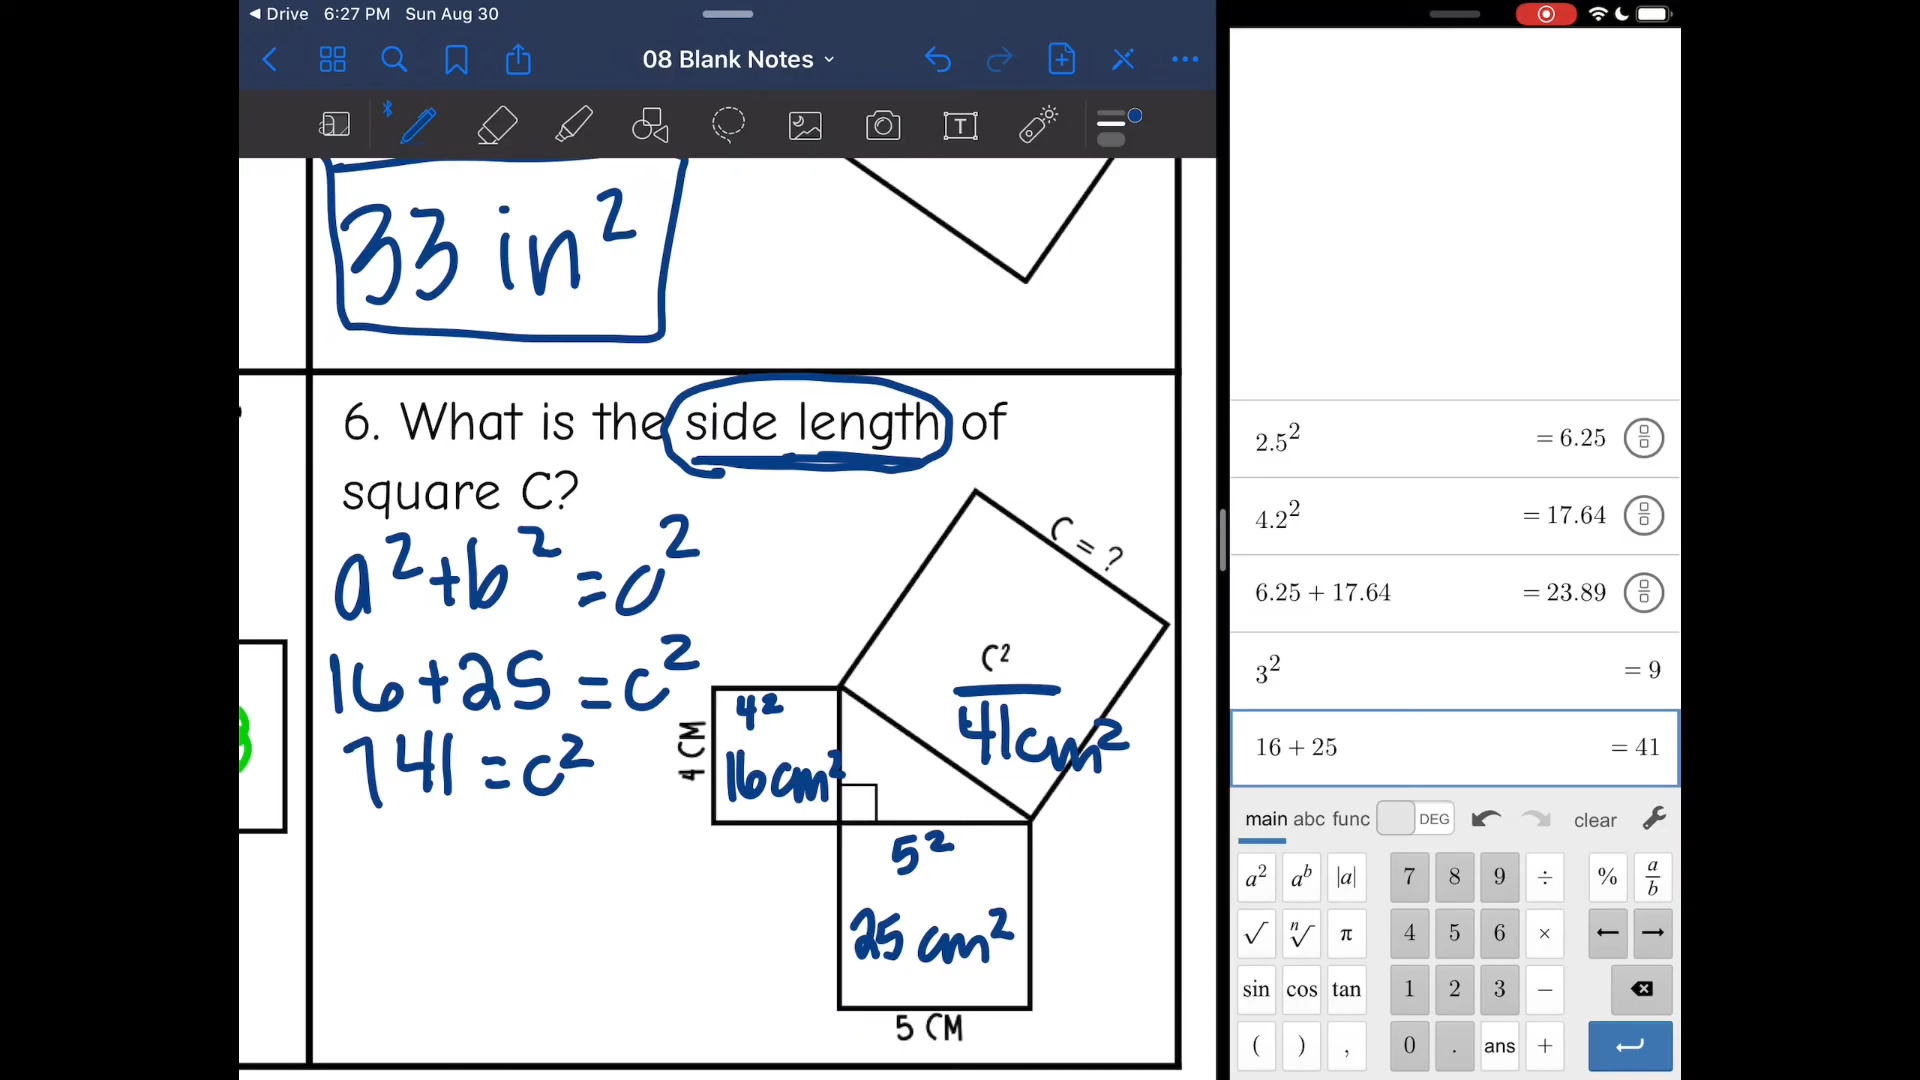 Drive 6:27 PM Sun Aug 30
08 Blank Notes
33 in²
6. What is the side length of
square C?
a² + b² = c²
16 + 25 = c²
741 = c²
C = ?
C²
41cm²
4 CM
4²
16cm²
5²
25 cm²
5 CM
2.5² = 6.25
4.2² = 17.64
6.25 + 17.64 = 23.89
3² = 9
16 + 25 = 41
main abc func DEG clear
a² aᵇ |a| 7 8 9 ÷ % a/b
√ ⁿ√ π 4 5 6 × ← →
sin cos tan 1 2 3 −
( ) , 0 . ans +